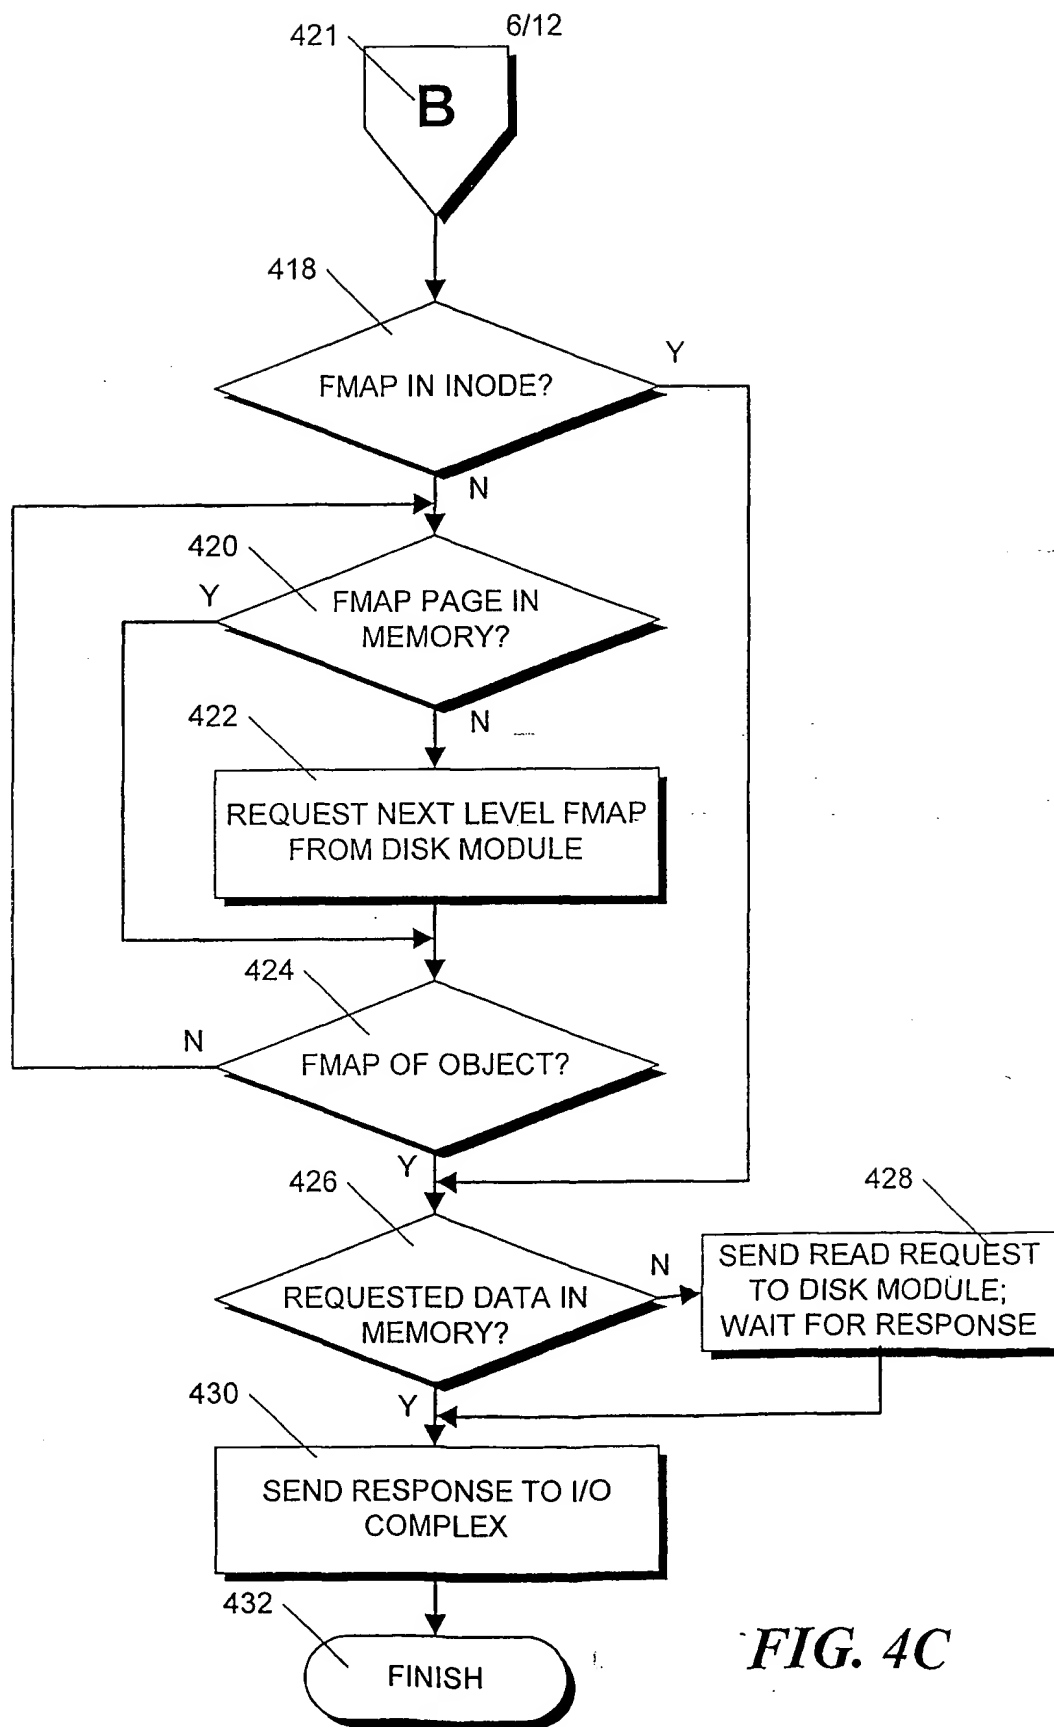 6/12
421
B
418
Y
FMAP IN INODE?
N
420
Y
FMAP PAGE IN
MEMORY?
N
422
REQUEST NEXT LEVEL FMAP
FROM DISK MODULE
424
N
FMAP OF OBJECT?
Y
426
428
REQUESTED DATA IN
MEMORY?
N
SEND READ REQUEST
TO DISK MODULE;
WAIT FOR RESPONSE
Y
430
SEND RESPONSE TO I/O
COMPLEX
432
FINISH
FIG. 4C